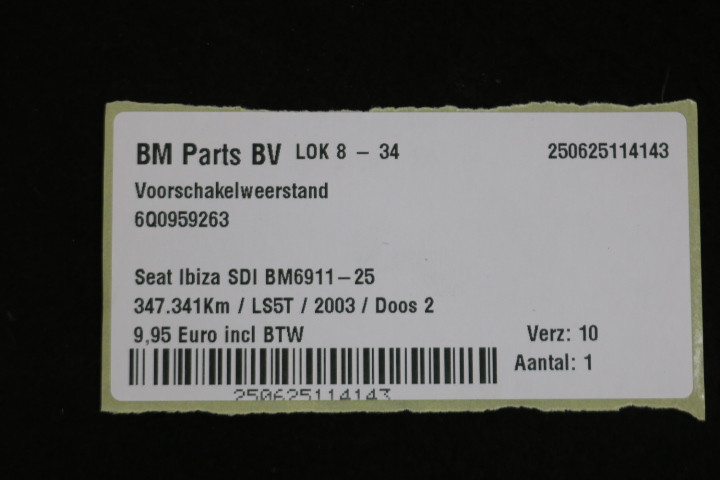 BM Parts BV LOK 8 - 34 250625114143
Voorschakelweerstand
6Q0959263
Seat Ibiza SDI BM6911-25
347.341Km / LS5T / 2003 / Doos 2
9,95 Euro incl BTW Verz: 10
Aantal: 1
250625114143